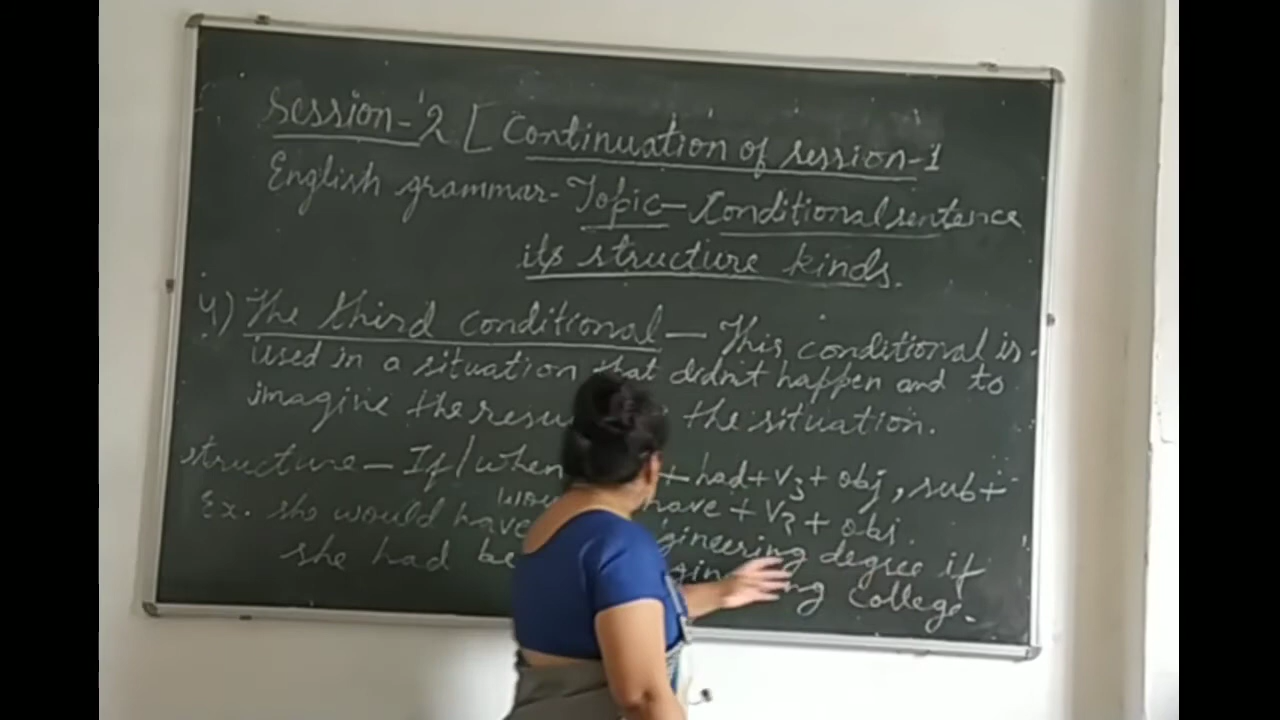 Session-2 [Continuation of session-1
English grammar-Topic-Conditional sentence
its structure kinds.
4) The third conditional - This conditional is
used in a situation that didn't happen and to
imagine the the situation.
structure - If/when + had + V3 + obj, sub +
have + V3 + obj.
Ex. she would have degree if
she had college.